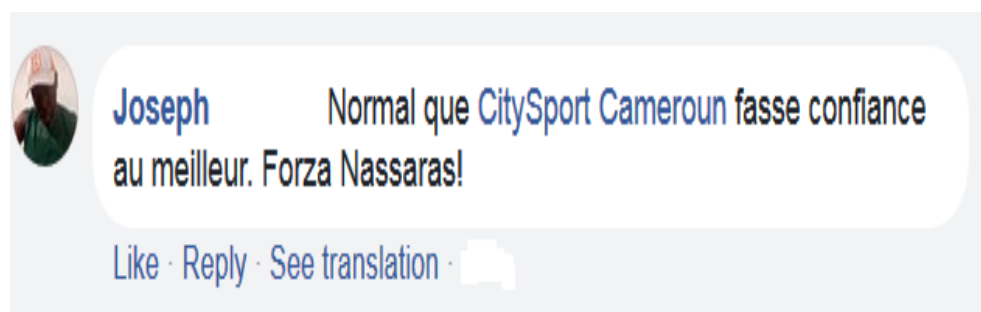 Joseph Normal que CitySport Cameroun fasse confiance
au meilleur. Forza Nassaras!
Like · Reply · See translation ·